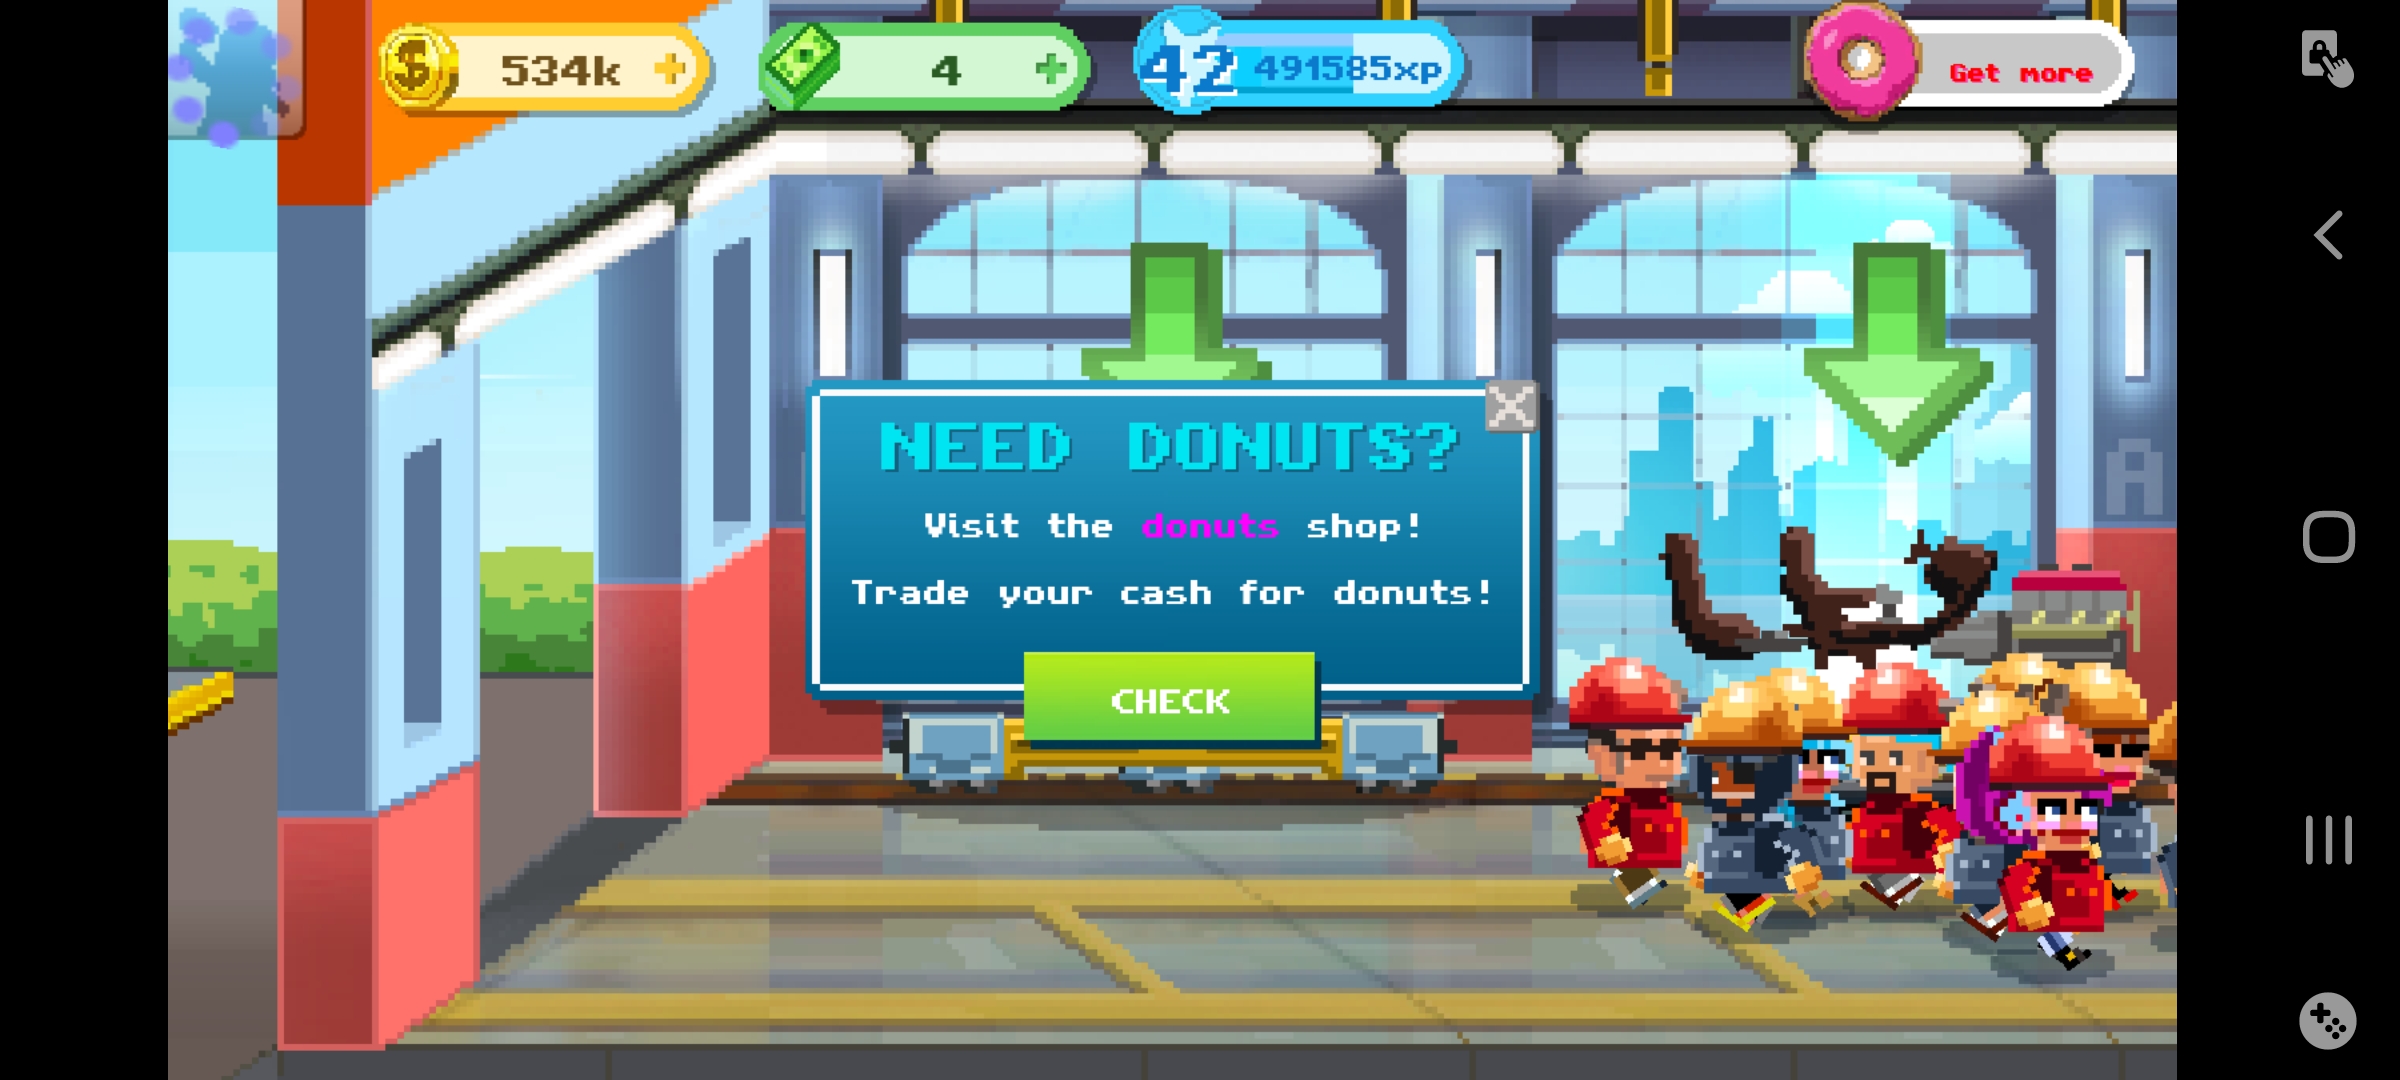 534k
4
42 491585xp
Get more
A
NEED DONUTS?
Visit the donuts shop!
Trade your cash for donuts!
CHECK